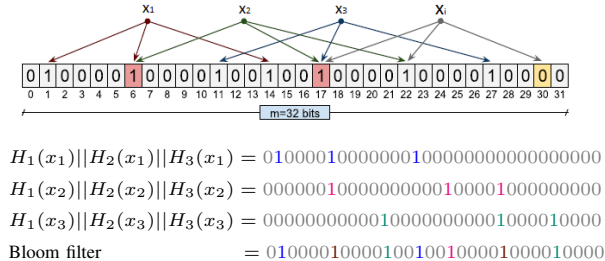 x₁ x₂ x₃ Xᵢ
0 1 0 0 0 0 1 0 0 0 0 1 0 0 1 0 0 1 0 0 0 0 1 0 0 0 0 1 0 0 0 0
0 1 2 3 4 5 6 7 8 9 10 11 12 13 14 15 16 17 18 19 20 21 22 23 24 25 26 27 28 29 30 31
m=32 bits
H₁(x₁)||H₂(x₁)||H₃(x₁) = 01000010000000100000000000000000
H₁(x₂)||H₂(x₂)||H₃(x₂) = 00000010000000000100001000000000
H₁(x₃)||H₂(x₃)||H₃(x₃) = 00000000000100000000001000010000
Bloom filter = 01000010000100100100001000010000